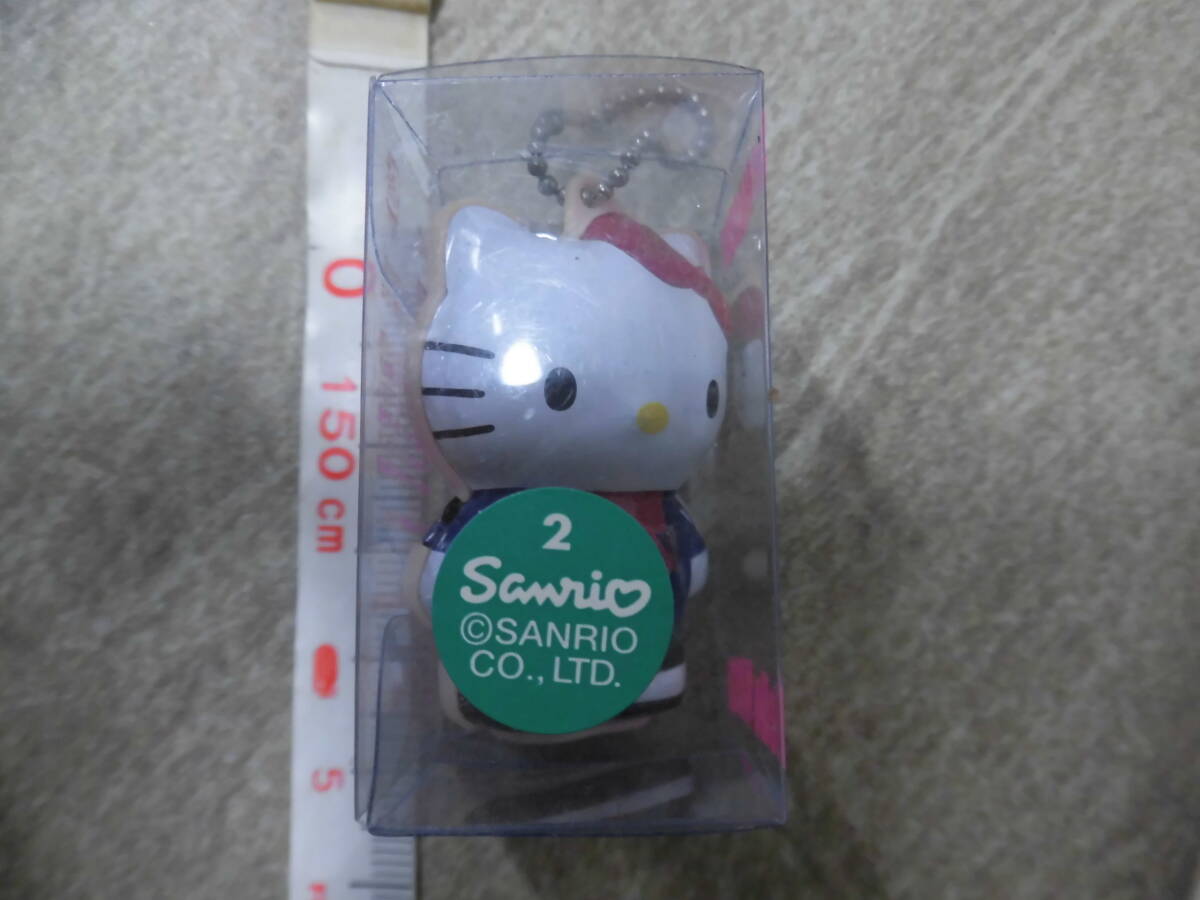 2
Sanrio
©SANRIO
CO., LTD.
0
150cm
5